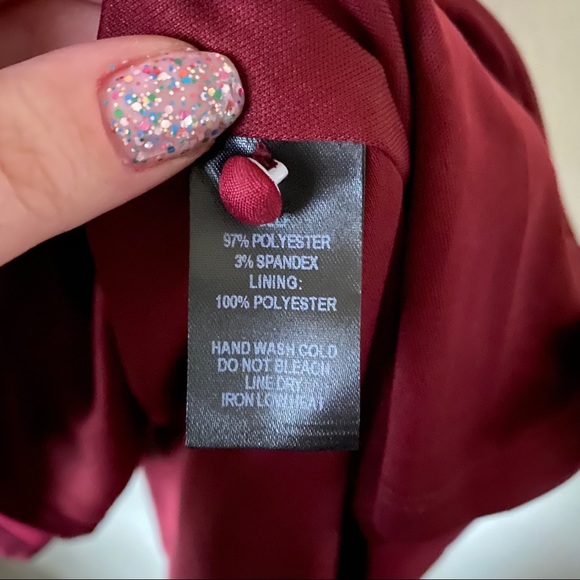 97% POLYESTER
3% SPANDEX
LINING:
100% POLYESTER
HAND WASH COLD
DO NOT BLEACH
LINE DRY
IRON LOW HEAT